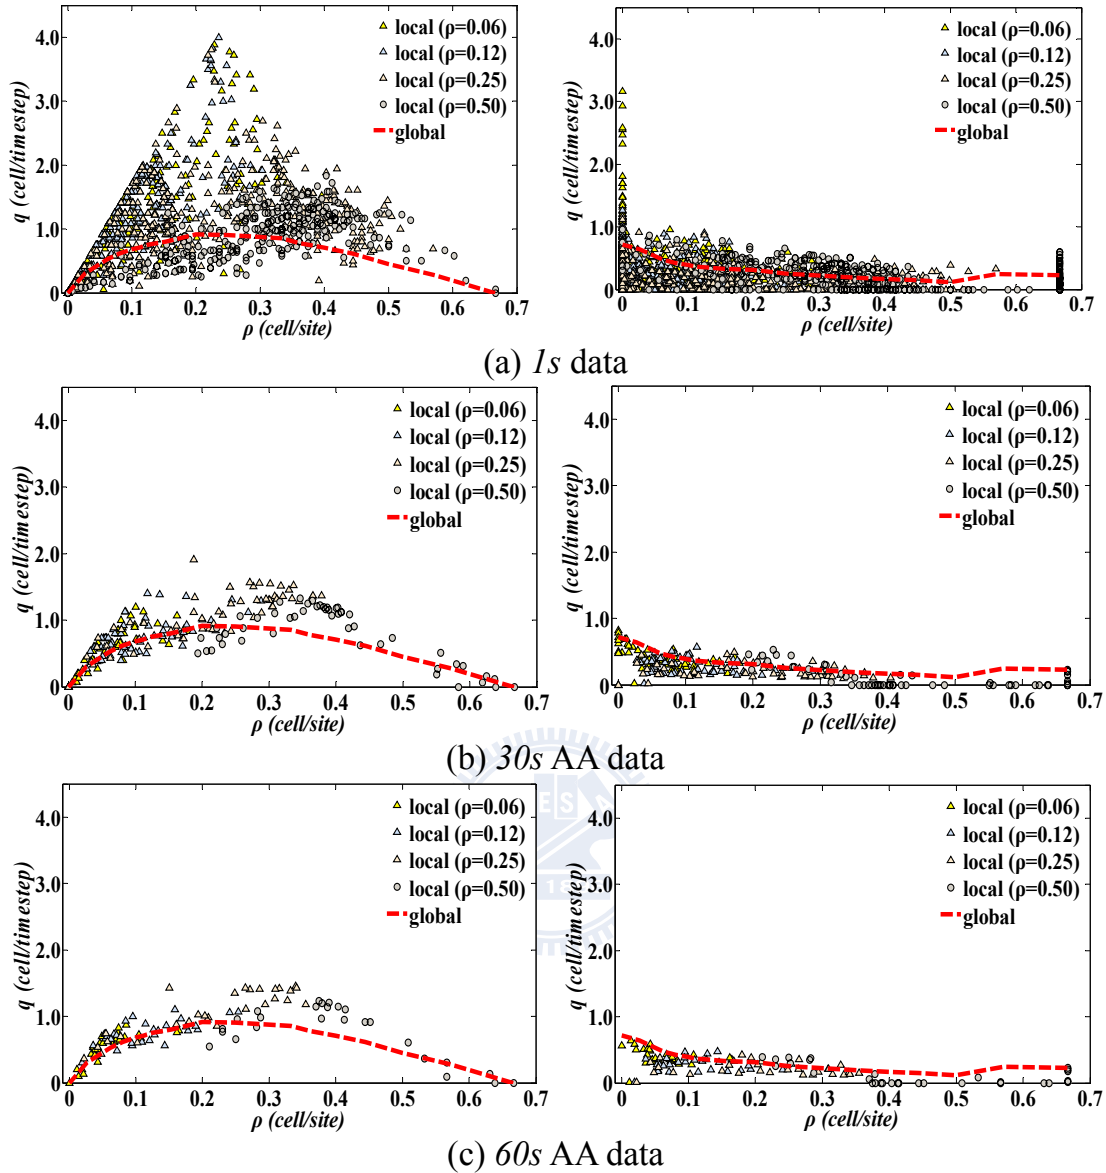 4.0
3.0
2.0
1.0
0
q (cell/timestep)
local (ρ=0.06)
local (ρ=0.12)
local (ρ=0.25)
local (ρ=0.50)
global
0 0.1 0.2 0.3 0.4 0.5 0.6 0.7
ρ (cell/site)
4.0
3.0
2.0
1.0
0
q (cell/timestep)
local (ρ=0.06)
local (ρ=0.12)
local (ρ=0.25)
local (ρ=0.50)
global
0 0.1 0.2 0.3 0.4 0.5 0.6 0.7
ρ (cell/site)
(a) 1s data
4.0
3.0
2.0
1.0
0
q (cell/timestep)
local (ρ=0.06)
local (ρ=0.12)
local (ρ=0.25)
local (ρ=0.50)
global
0 0.1 0.2 0.3 0.4 0.5 0.6 0.7
ρ (cell/site)
4.0
3.0
2.0
1.0
0
q (cell/timestep)
local (ρ=0.06)
local (ρ=0.12)
local (ρ=0.25)
local (ρ=0.50)
global
0 0.1 0.2 0.3 0.4 0.5 0.6 0.7
ρ (cell/site)
(b) 30s AA data
4.0
3.0
2.0
1.0
0
q (cell/timestep)
local (ρ=0.06)
local (ρ=0.12)
local (ρ=0.25)
local (ρ=0.50)
global
0 0.1 0.2 0.3 0.4 0.5 0.6 0.7
ρ (cell/site)
4.0
3.0
2.0
1.0
0
q (cell/timestep)
local (ρ=0.06)
local (ρ=0.12)
local (ρ=0.25)
local (ρ=0.50)
global
0 0.1 0.2 0.3 0.4 0.5 0.6 0.7
ρ (cell/site)
(c) 60s AA data